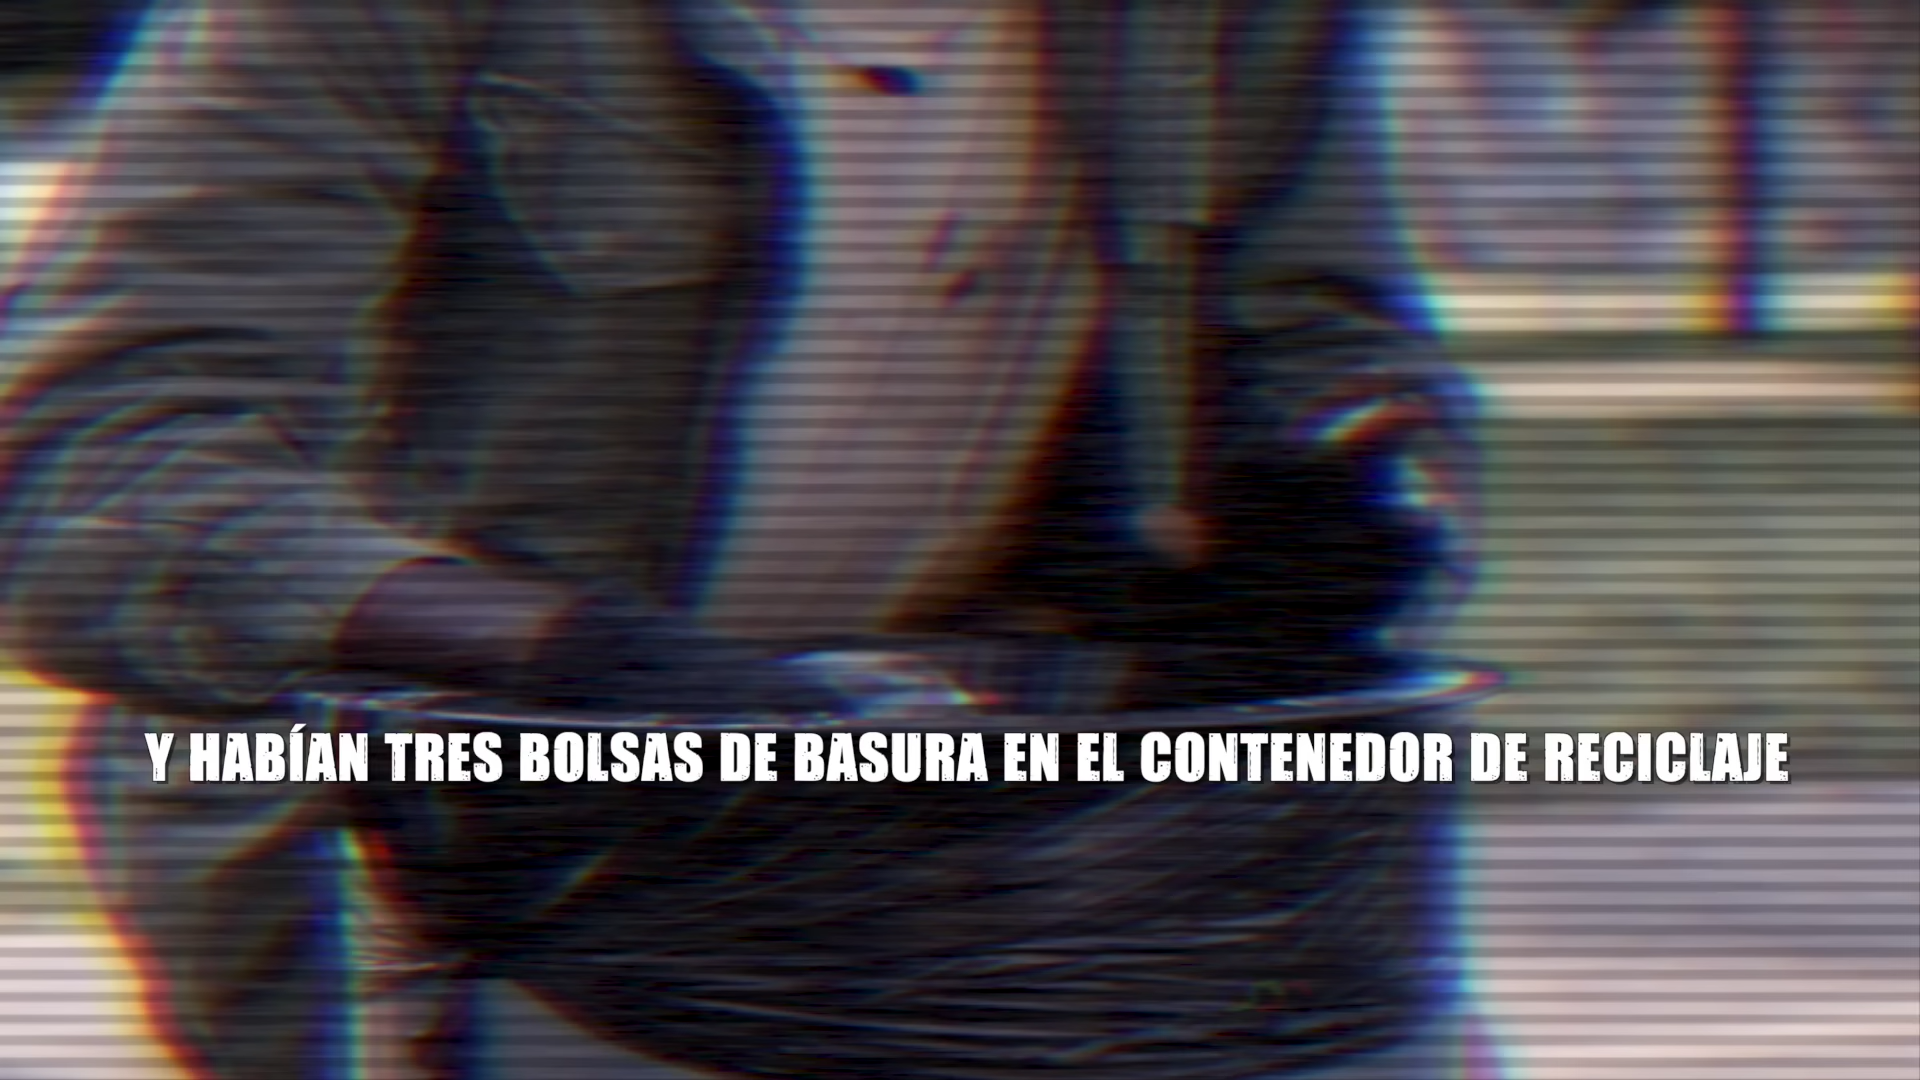 Y HABÍAN TRES BOLSAS DE BASURA EN EL CONTENEDOR DE RECICLAJE